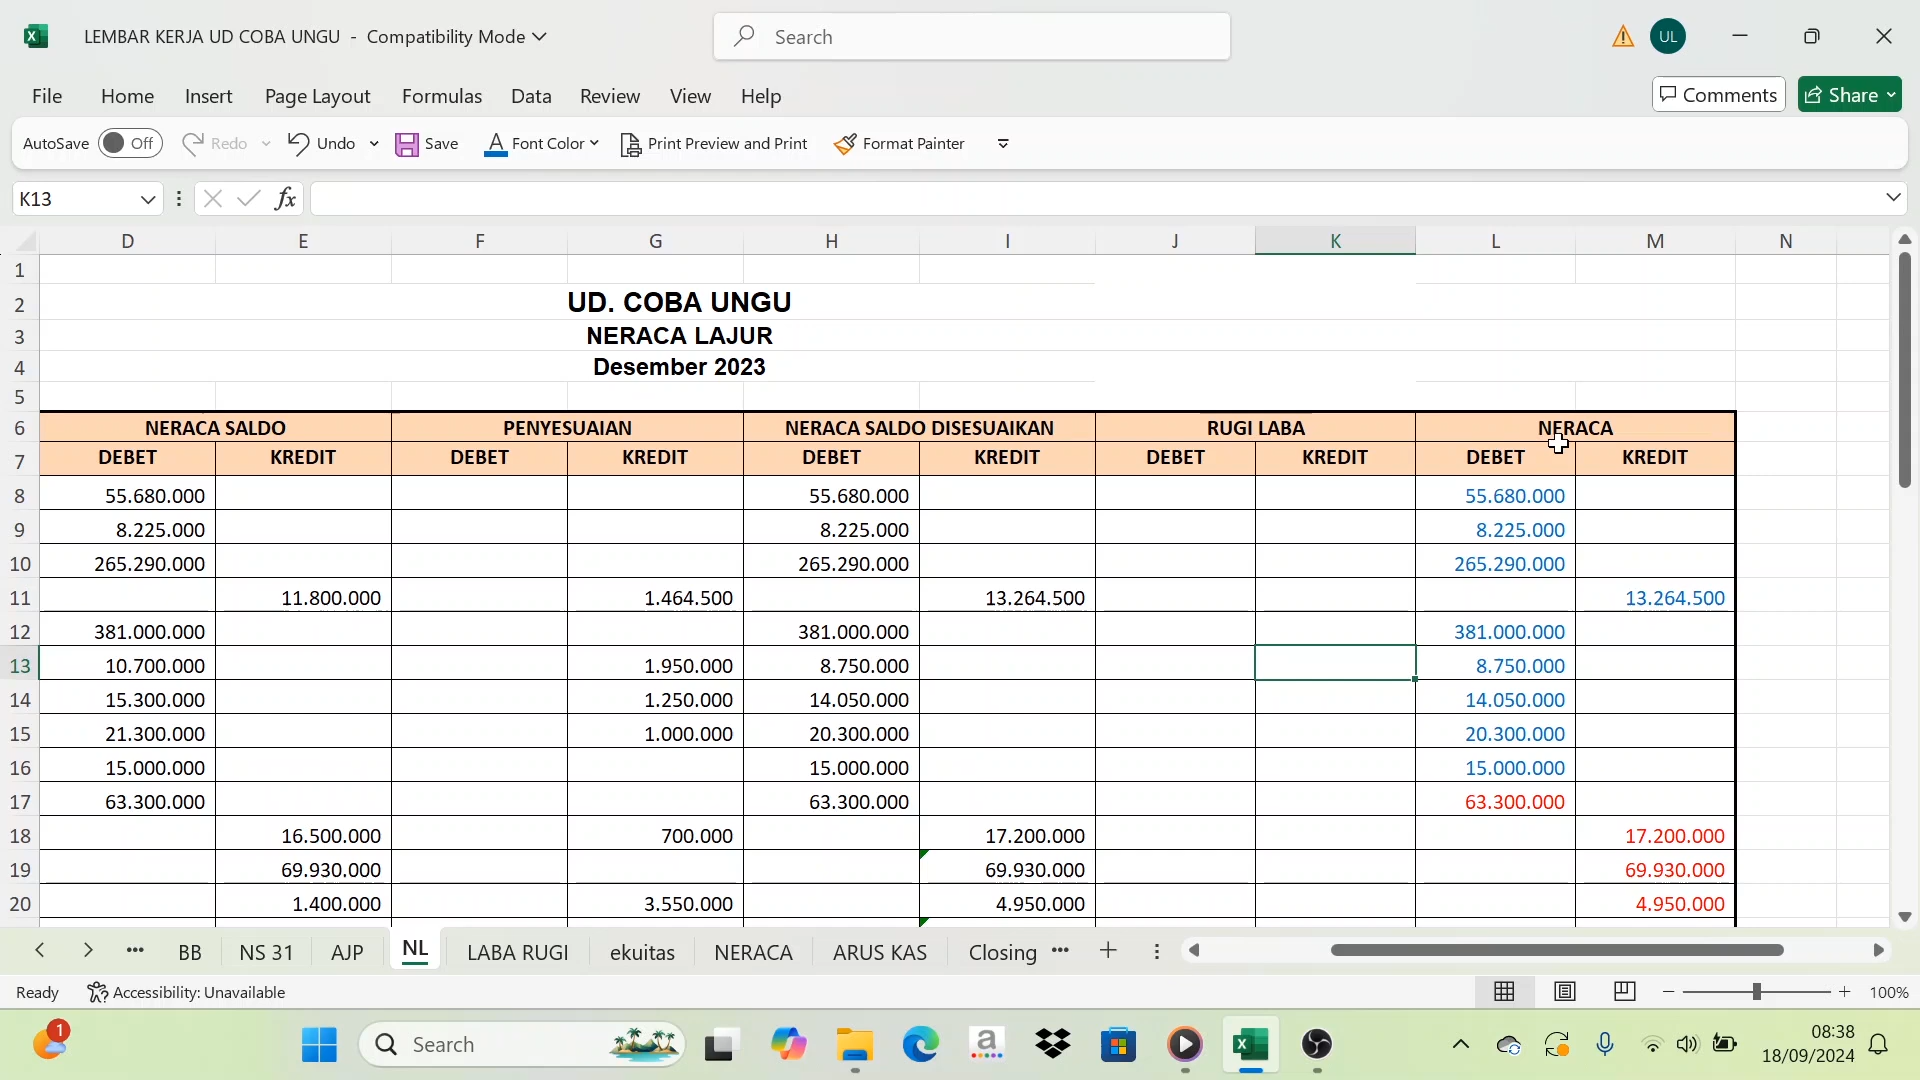 LEMBAR KERJA UD COBA UNGU - Compatibility Mode
Search
UL
File Home Insert Page Layout Formulas Data Review View Help
Comments
Share
AutoSave Off Redo Undo Save Font Color Print Preview and Print Format Painter
K13
fx
D E F G H I J K L M N
1
2 UD. COBA UNGU
3 NERACA LAJUR
4 Desember 2023
5
6 NERACA SALDO PENYESUAIAN NERACA SALDO DISESUAIKAN RUGI LABA NERACA
7 DEBET KREDIT DEBET KREDIT DEBET KREDIT DEBET KREDIT DEBET KREDIT
8 55.680.000 55.680.000 55.680.000
9 8.225.000 8.225.000 8.225.000
10 265.290.000 265.290.000 265.290.000
11 11.800.000 1.464.500 13.264.500 13.264.500
12 381.000.000 381.000.000 381.000.000
13 10.700.000 1.950.000 8.750.000 8.750.000
14 15.300.000 1.250.000 14.050.000 14.050.000
15 21.300.000 1.000.000 20.300.000 20.300.000
16 15.000.000 15.000.000 15.000.000
17 63.300.000 63.300.000 63.300.000
18 16.500.000 700.000 17.200.000 17.200.000
19 69.930.000 69.930.000 69.930.000
20 1.400.000 3.550.000 4.950.000 4.950.000
BB NS 31 AJP NL LABA RUGI ekuitas NERACA ARUS KAS Closing
Ready Accessibility: Unavailable 100%
1
Search
a
08:38
18/09/2024